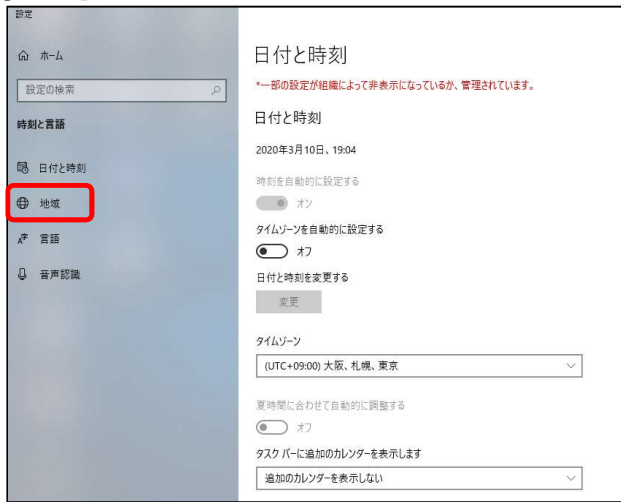 設定
ホーム
設定の検索
時刻と言語
日付と時刻
地域
言語
音声認識
日付と時刻
*一部の設定が組織によって非表示になっているか、管理されています。
日付と時刻
2020年3月10日、19:04
時刻を自動的に設定する
オン
タイムゾーンを自動的に設定する
オフ
日付と時刻を変更する
変更
タイムゾーン
(UTC+09:00) 大阪、札幌、東京
夏時間に合わせて自動的に調整する
オフ
タスク バーに追加のカレンダーを表示します
追加のカレンダーを表示しない